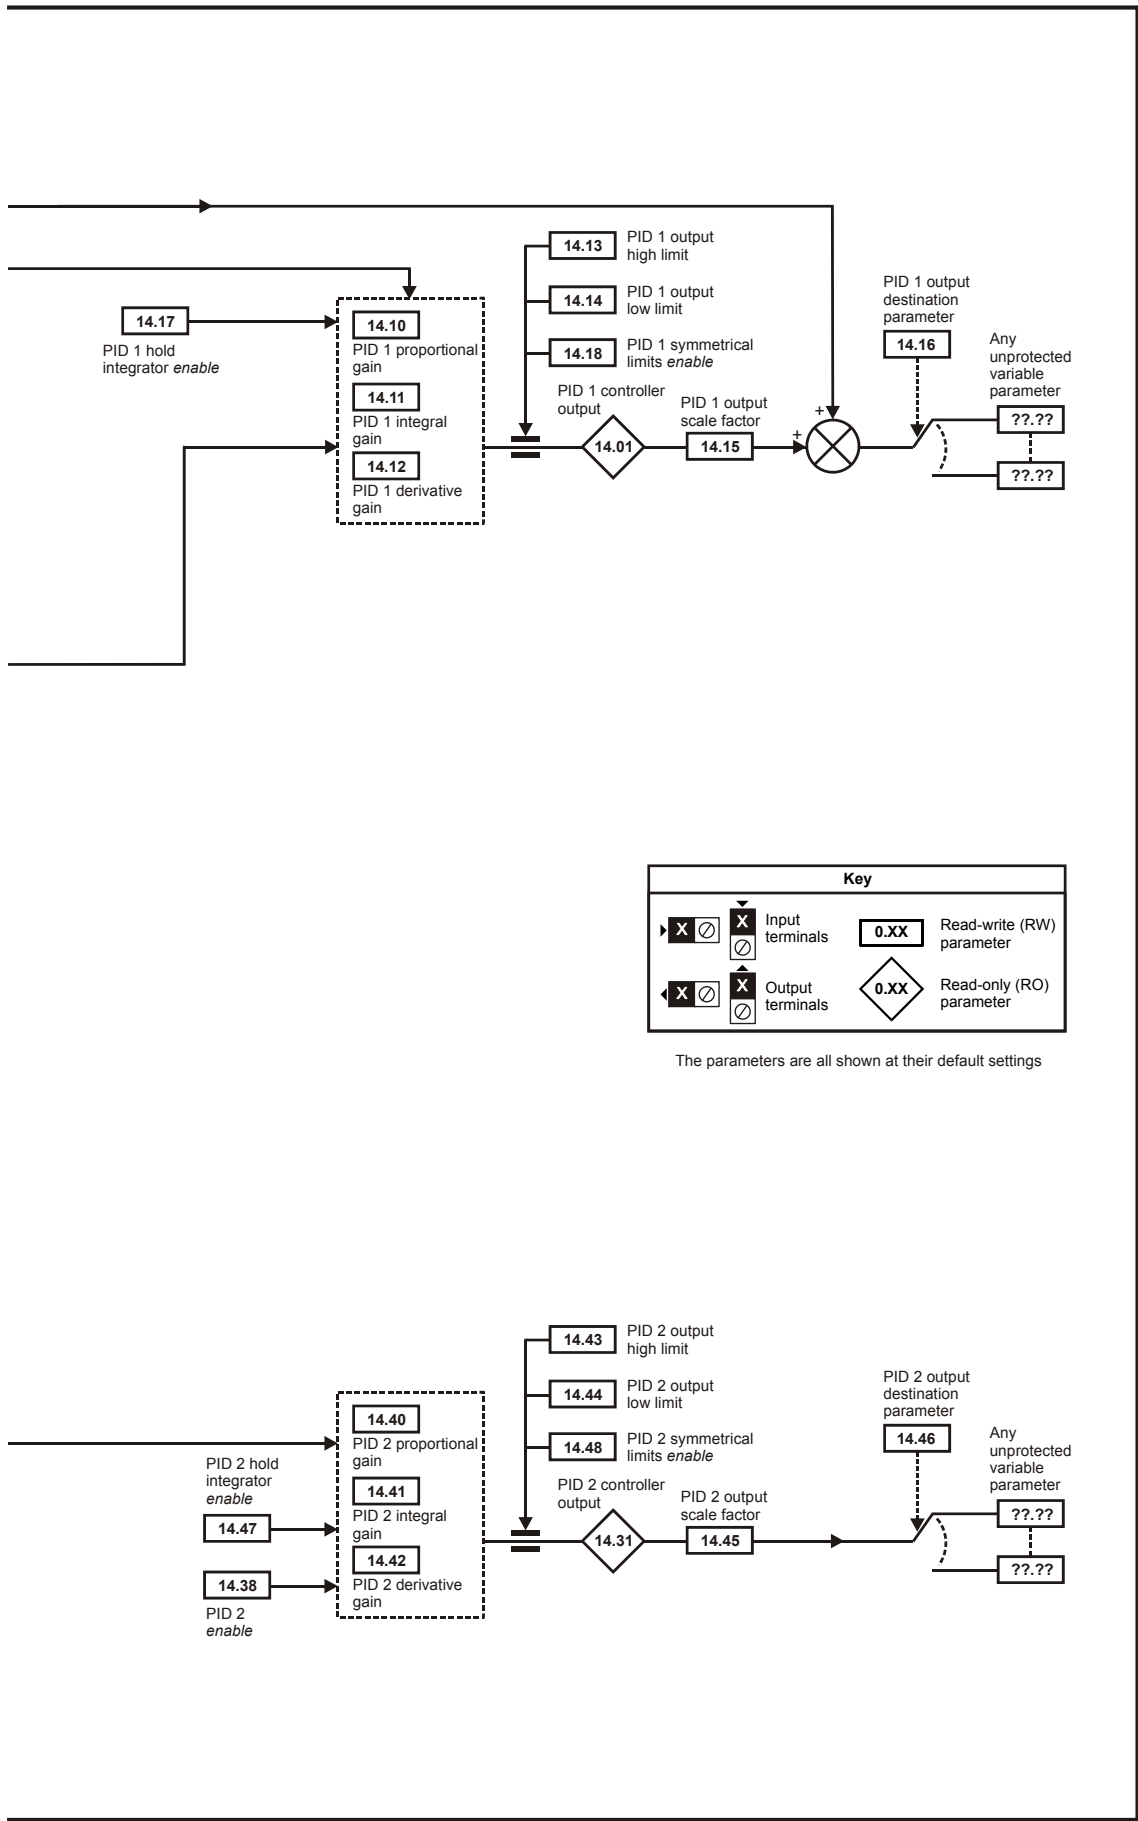 14.13
PID 1 output
high limit
14.14
PID 1 output
low limit
14.18
PID 1 symmetrical
limits enable
14.17
PID 1 hold
integrator enable
14.10
PID 1 proportional
gain
14.11
PID 1 integral
gain
14.12
PID 1 derivative
gain
PID 1 controller
output
14.01
PID 1 output
scale factor
14.15
+
+
PID 1 output
destination
parameter
14.16
Any
unprotected
variable
parameter
??.??
??.??
Key
X
X
Input
terminals
0.XX
Read-write (RW)
parameter
X
X
Output
terminals
0.XX
Read-only (RO)
parameter
The parameters are all shown at their default settings
14.43
PID 2 output
high limit
14.44
PID 2 output
low limit
14.48
PID 2 symmetrical
limits enable
14.40
PID 2 proportional
gain
14.41
PID 2 integral
gain
14.42
PID 2 derivative
gain
PID 2 hold
integrator
enable
14.47
14.38
PID 2
enable
PID 2 controller
output
14.31
PID 2 output
scale factor
14.45
PID 2 output
destination
parameter
14.46
Any
unprotected
variable
parameter
??.??
??.??